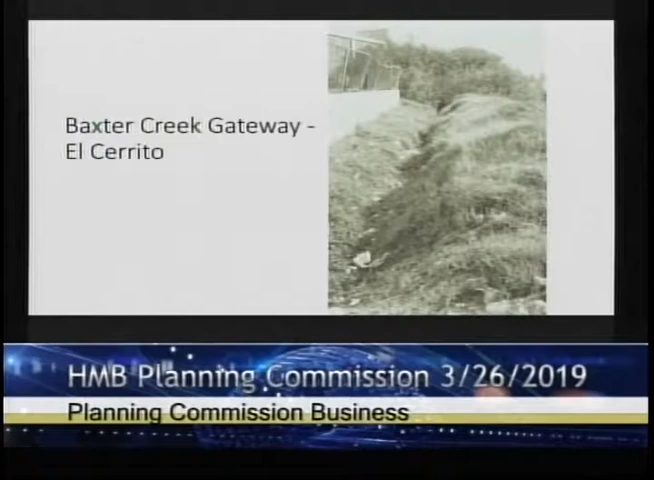 Baxter Creek Gateway -
El Cerrito
HMB Planning Commission 3/26/2019
Planning Commission Business